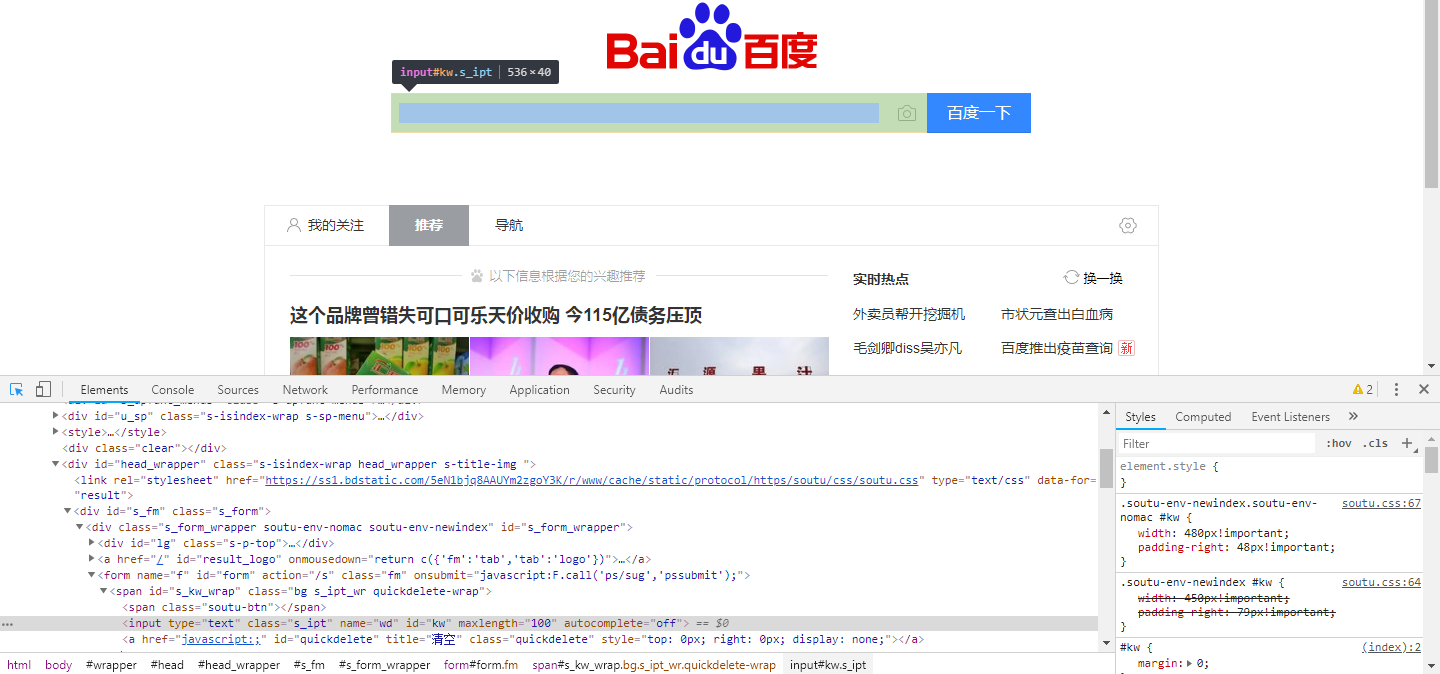 Bai du 百度
input#kw.s_ipt 536 × 40
百度一下
我的关注 推荐 导航
以下信息根据您的兴趣推荐
实时热点 换一换
这个品牌曾错失可口可乐天价收购 今115亿债务压顶
外卖员帮开挖掘机 市状元查出白血病
毛剑卿diss吴亦凡 百度推出疫苗查询 新
100% 100%
汇 源 果 汁
Elements Console Sources Network Performance Memory Application Security Audits 2
<div id="u_sp" class="s-isindex-wrap s-sp-menu">…</div>
<style>…</style>
<div class="clear"></div>
<div id="head_wrapper" class="s-isindex-wrap head_wrapper s-title-img ">
<link rel="stylesheet" href="https://ss1.bdstatic.com/5eN1bjq8AAUYm2zgoY3K/r/www/cache/static/protocol/https/soutu/css/soutu.css" type="text/css" data-for=
"result">
<div id="s_fm" class="s_form">
<div class="s_form_wrapper soutu-env-nomac soutu-env-newindex" id="s_form_wrapper">
<div id="lg" class="s-p-top">…</div>
<a href="/" id="result_logo" onmousedown="return c({'fm':'tab','tab':'logo'})">…</a>
<form name="f" id="form" action="/s" class="fm" onsubmit="javascript:F.call('ps/sug','pssubmit');">
<span id="s_kw_wrap" class="bg s_ipt_wr quickdelete-wrap">
<span class="soutu-btn"></span>
… <input type="text" class="s_ipt" name="wd" id="kw" maxlength="100" autocomplete="off"> == $0
<a href="javascript:;" id="quickdelete" title="清空" class="quickdelete" style="top: 0px; right: 0px; display: none;"></a>
html body #wrapper #head #head_wrapper #s_fm #s_form_wrapper form#form.fm span#s_kw_wrap.bg.s_ipt_wr.quickdelete-wrap input#kw.s_ipt
Styles Computed Event Listeners »
Filter :hov .cls +
element.style {
}
.soutu-env-newindex.soutu-env- soutu.css:67
nomac #kw {
width: 480px!important;
padding-right: 48px!important;
}
.soutu-env-newindex #kw { soutu.css:64
width: 450px!important;
padding-right: 79px!important;
}
#kw { (index):2
margin: 0;